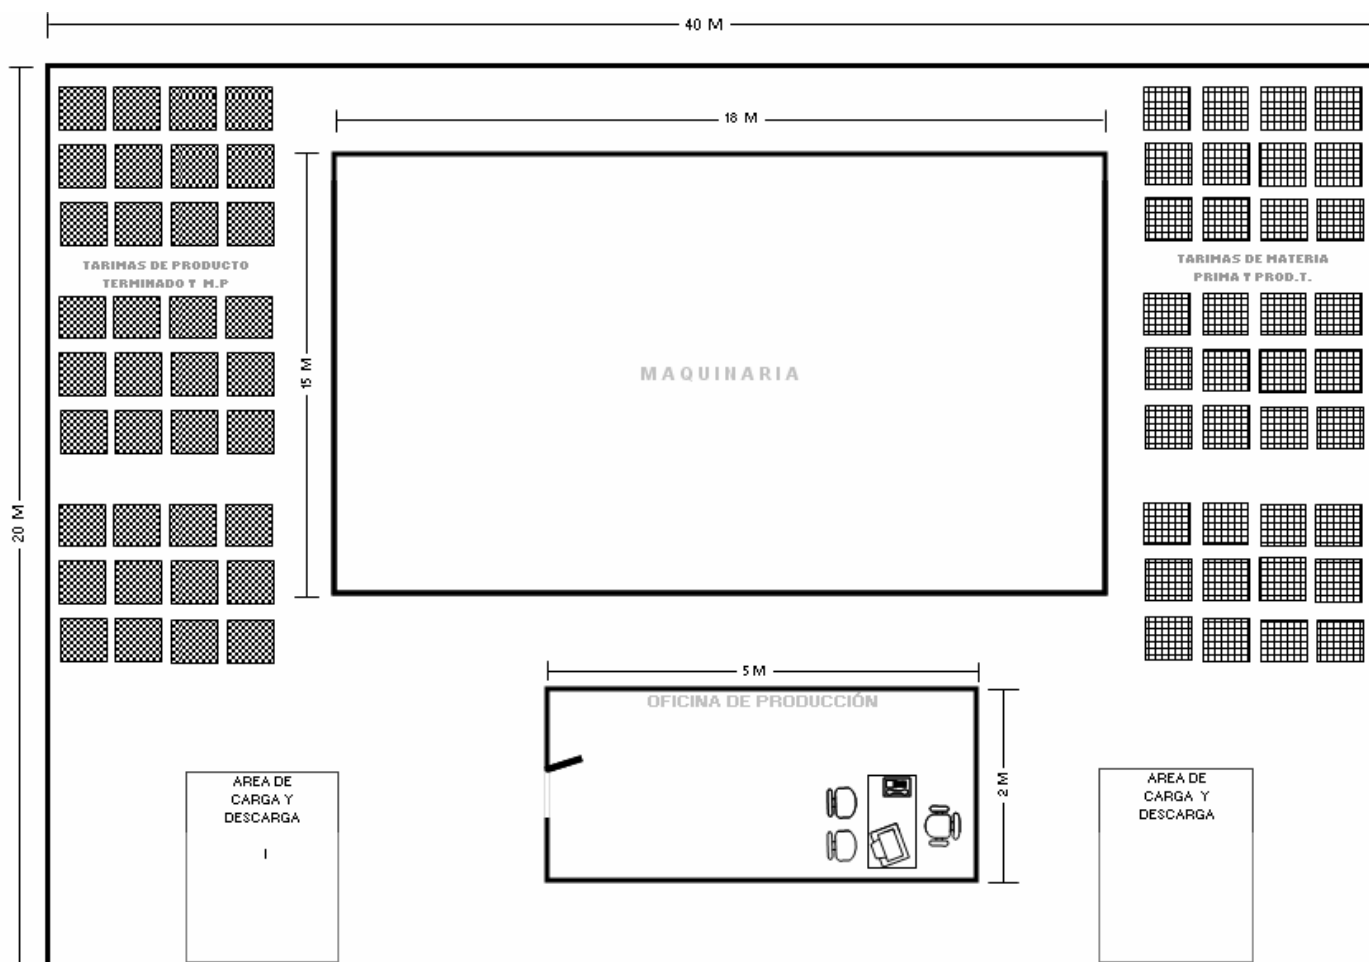 40 M
18 M
TARIMAS DE PRODUCTO
TERMINADO Y M.P
TARIMAS DE MATERIA
PRIMA Y PROD.T.
15 M
MAQUINARIA
20 M
5 M
OFICINA DE PRODUCCIÓN
2 M
AREA DE
CARGA Y
DESCARGA
I
AREA DE
CARGA Y
DESCARGA